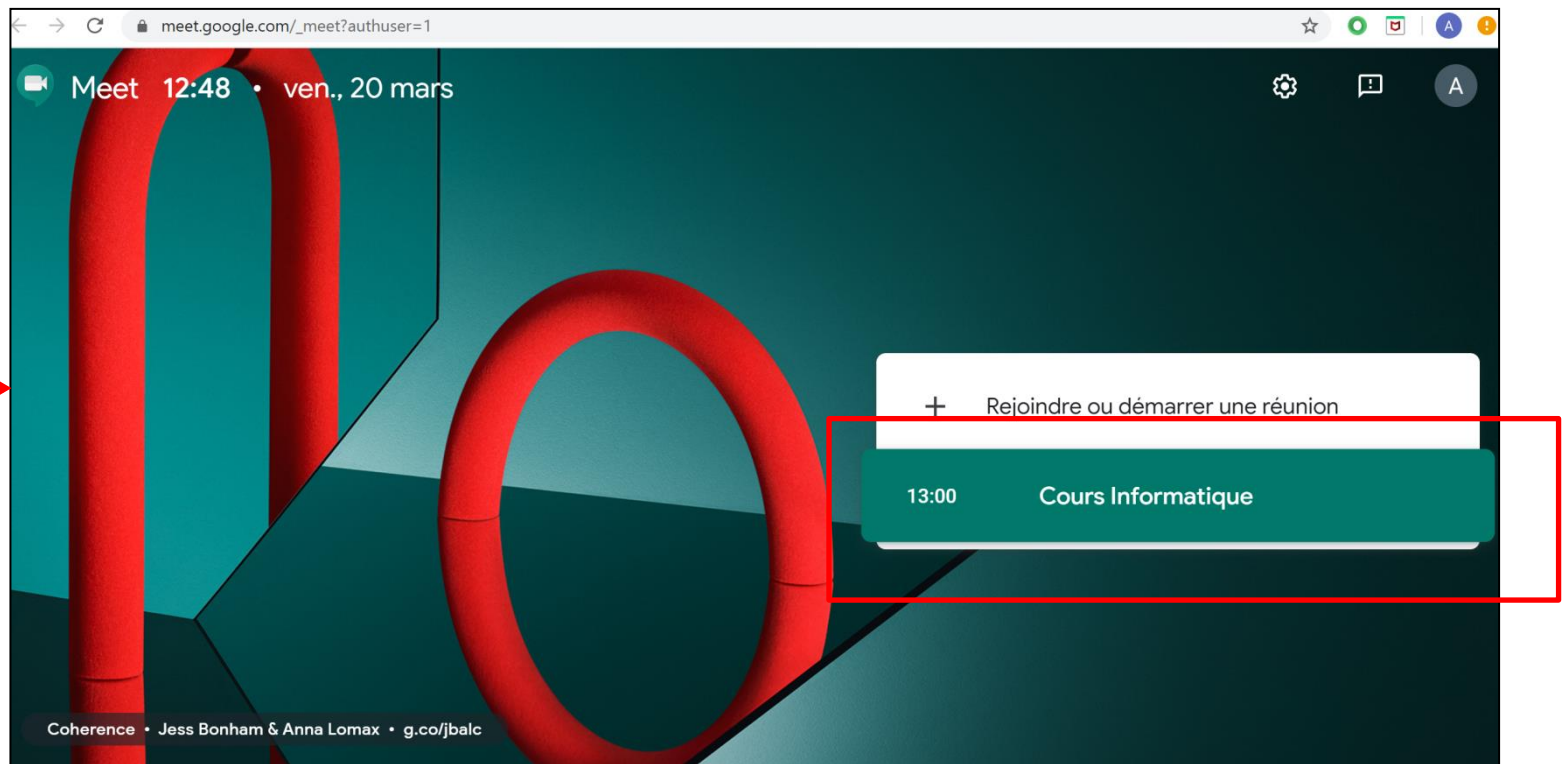 meet.google.com/_meet?authuser=1
A
Meet 12:48 • ven., 20 mars
A
+ Rejoindre ou démarrer une réunion
13:00 Cours Informatique
Coherence • Jess Bonham & Anna Lomax • g.co/jbalc